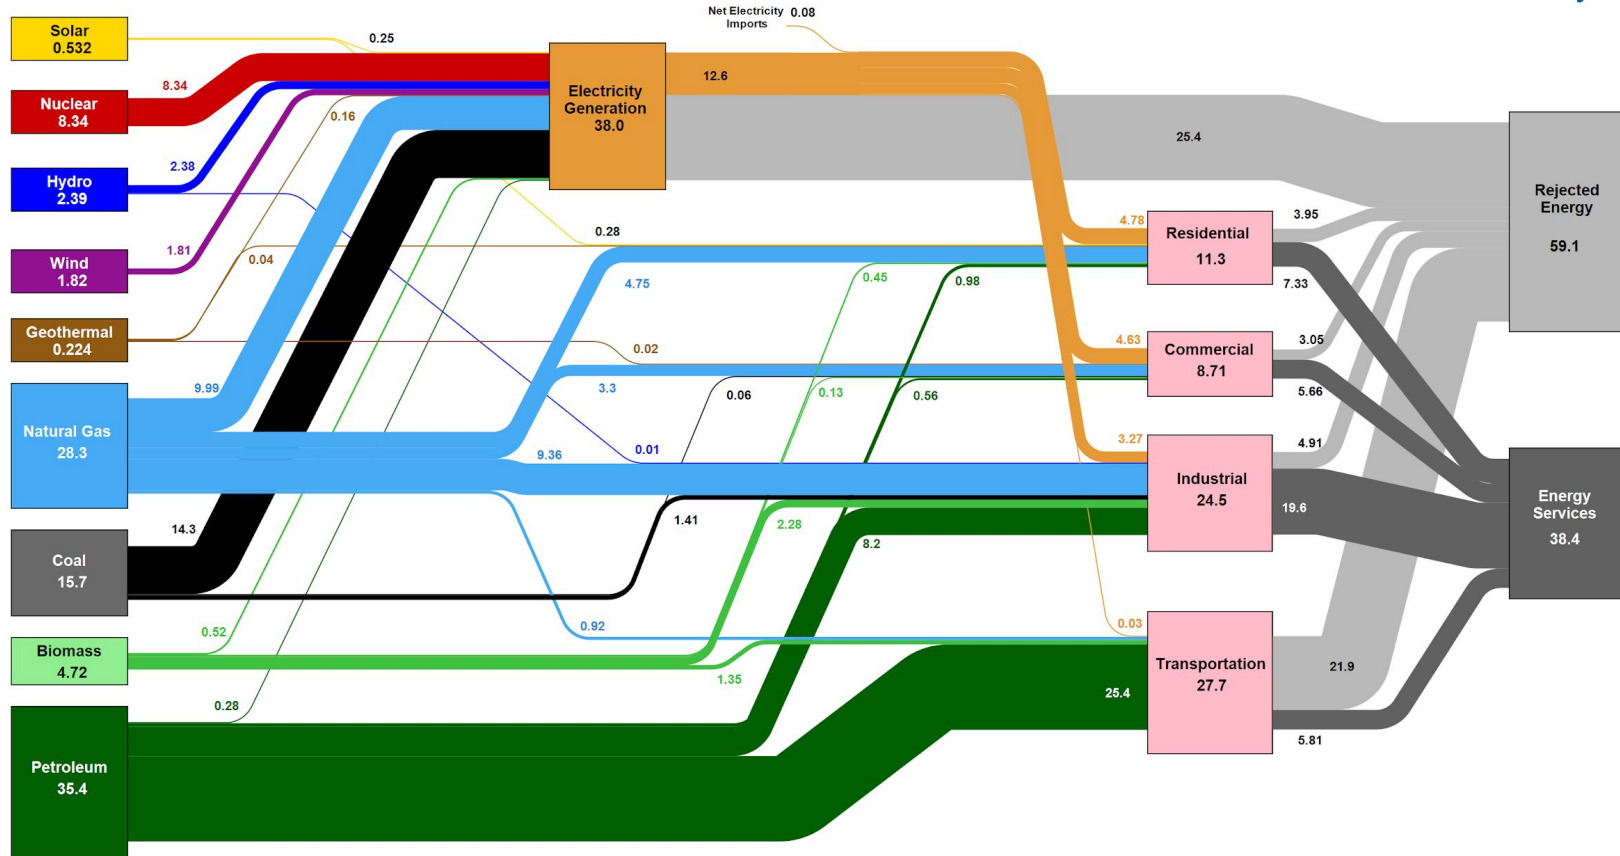 Net Electricity 0.08
Imports
Solar
0.532
0.25
Nuclear
8.34
8.34
Hydro
2.39
2.38
Wind
1.82
1.81
Geothermal
0.224
0.16
0.04
Natural Gas
28.3
9.99
Coal
15.7
14.3
Biomass
4.72
0.52
Petroleum
35.4
0.28
Electricity
Generation
38.0
12.6
25.4
0.28
4.75
0.45
0.98
0.02
3.3
0.06
0.13
0.56
9.36
0.01
1.41
2.28
8.2
0.92
1.35
25.4
4.78
4.63
3.27
0.03
Residential
11.3
Commercial
8.71
Industrial
24.5
Transportation
27.7
3.95
7.33
3.05
5.66
4.91
19.6
21.9
5.81
Rejected
Energy
59.1
Energy
Services
38.4